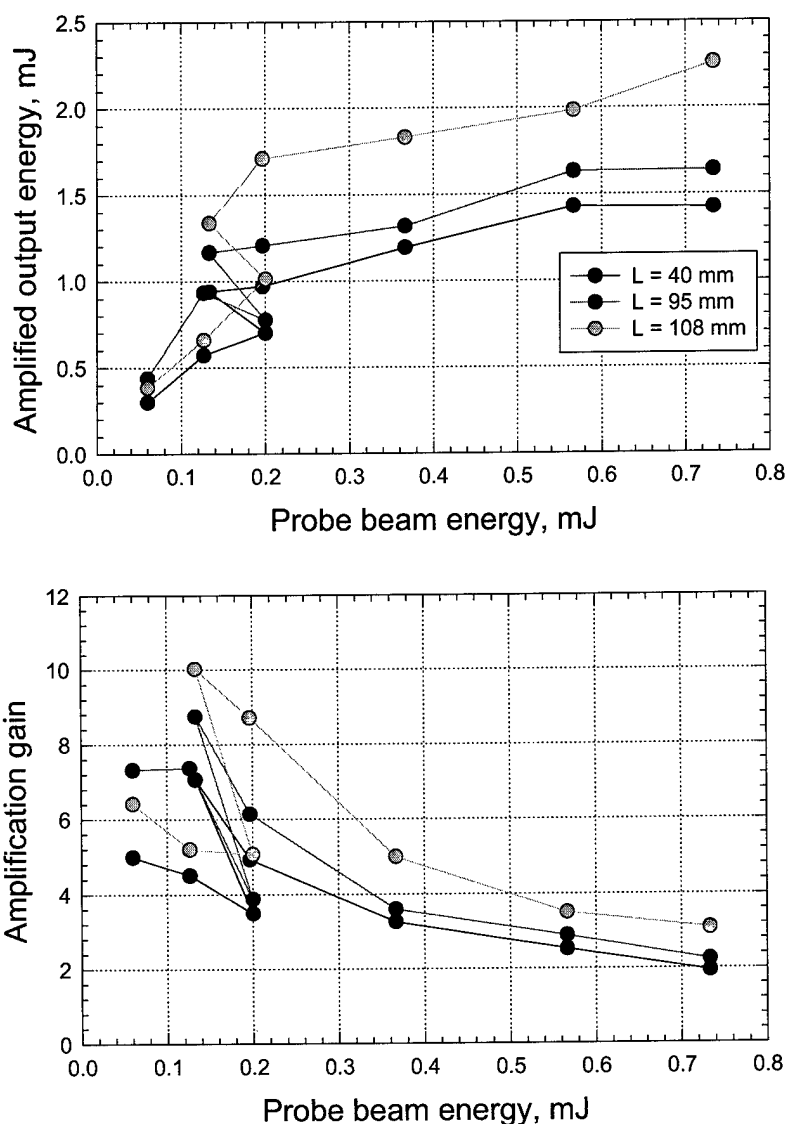 2.5
2.0
1.5
1.0
0.5
0.0
Amplified output energy, mJ
L = 40 mm
L = 95 mm
L = 108 mm
0.0 0.1 0.2 0.3 0.4 0.5 0.6 0.7 0.8
Probe beam energy, mJ
12
10
8
6
4
2
0
Amplification gain
0.0 0.1 0.2 0.3 0.4 0.5 0.6 0.7 0.8
Probe beam energy, mJ